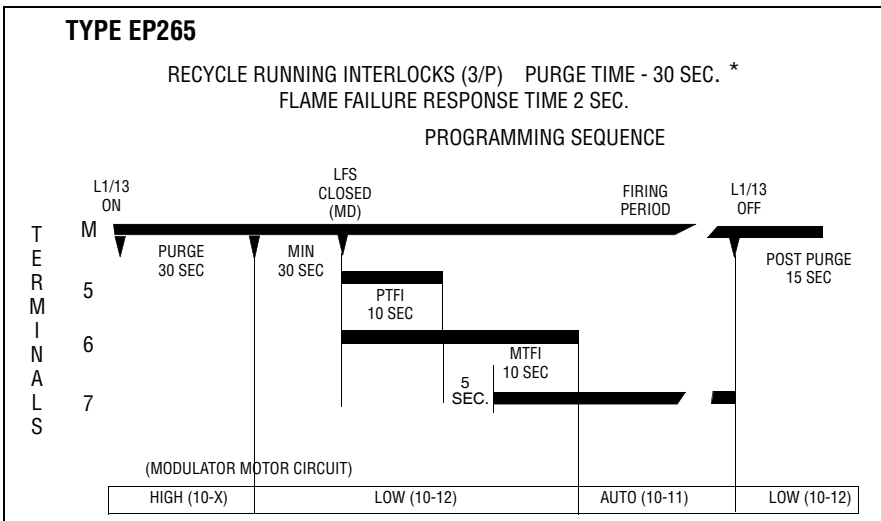 TYPE EP265
RECYCLE RUNNING INTERLOCKS (3/P) PURGE TIME - 30 SEC. *
FLAME FAILURE RESPONSE TIME 2 SEC.
PROGRAMMING SEQUENCE
L1/13
ON
LFS
CLOSED
(MD)
FIRING
PERIOD
L1/13
OFF
TERMINALS
M
PURGE
30 SEC
MIN
30 SEC
POST PURGE
15 SEC
5
PTFI
10 SEC
6
MTFI
10 SEC
5
SEC.
7
(MODULATOR MOTOR CIRCUIT)
HIGH (10-X) LOW (10-12) AUTO (10-11) LOW (10-12)